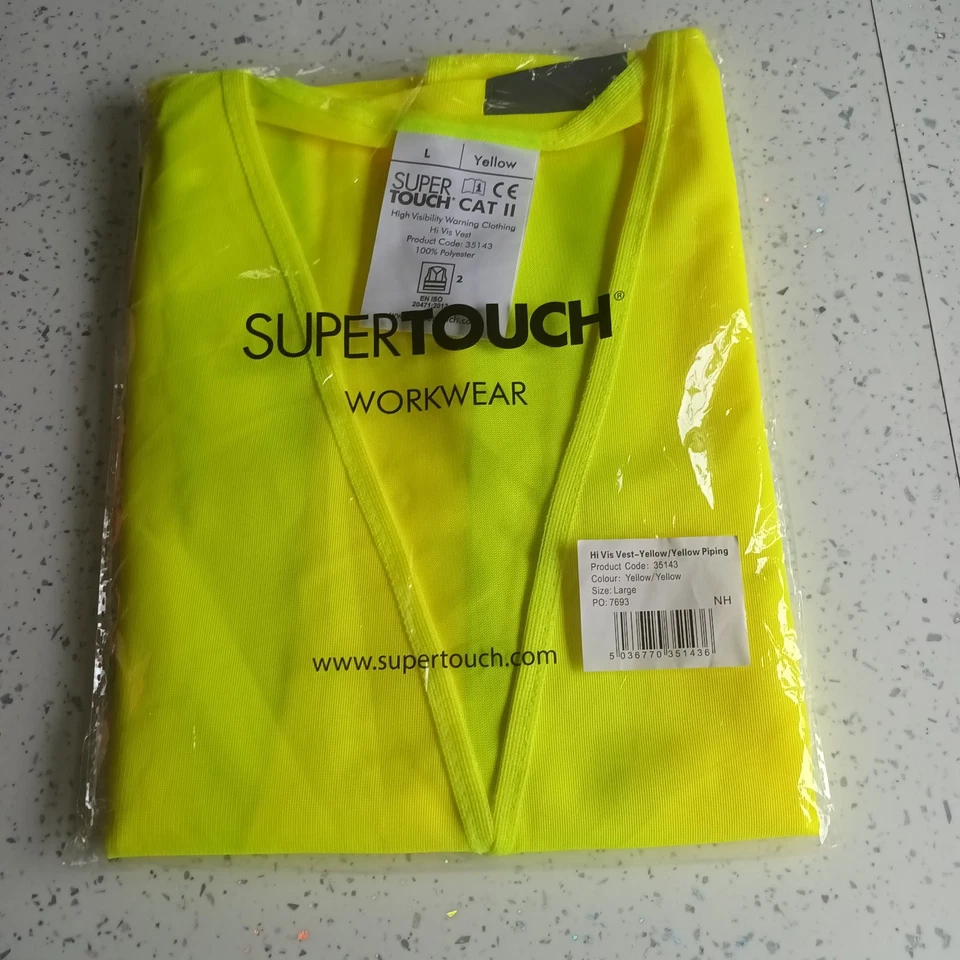 L Yellow
SUPER TOUCH® CE
CAT II
High Visibility Warning Clothing
Hi Vis Vest
Product Code: 35143
100% Polyester
2
EN ISO
SUPERTOUCH®
WORKWEAR
Hi Vis Vest-Yellow/Yellow Piping
Product Code: 35143
Colour: Yellow/Yellow
Size: Large
PO: 7693 NH
5 036770 351436
www.supertouch.com